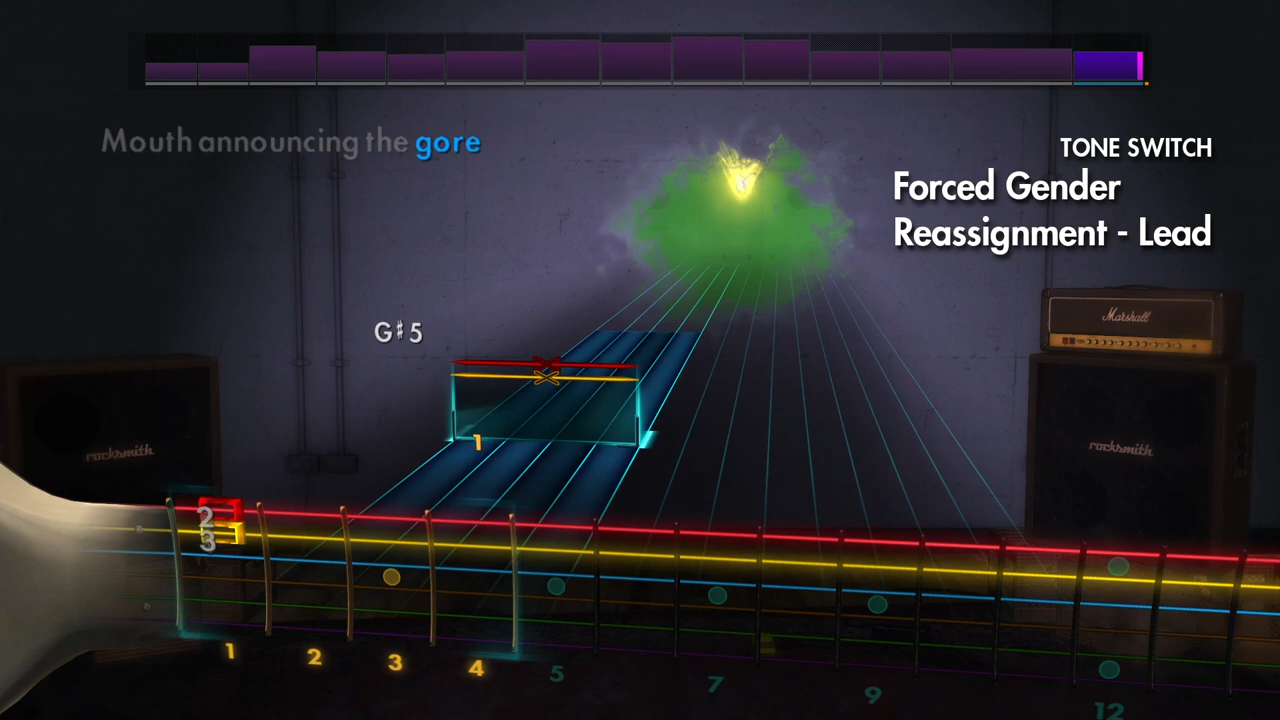 Mouth announcing the gore
TONE SWITCH
Forced Gender
Reassignment - Lead
G♯5
Marshall
rocksmith
rocksmith
1
2
3
1
2
3
4
5
7
9
12